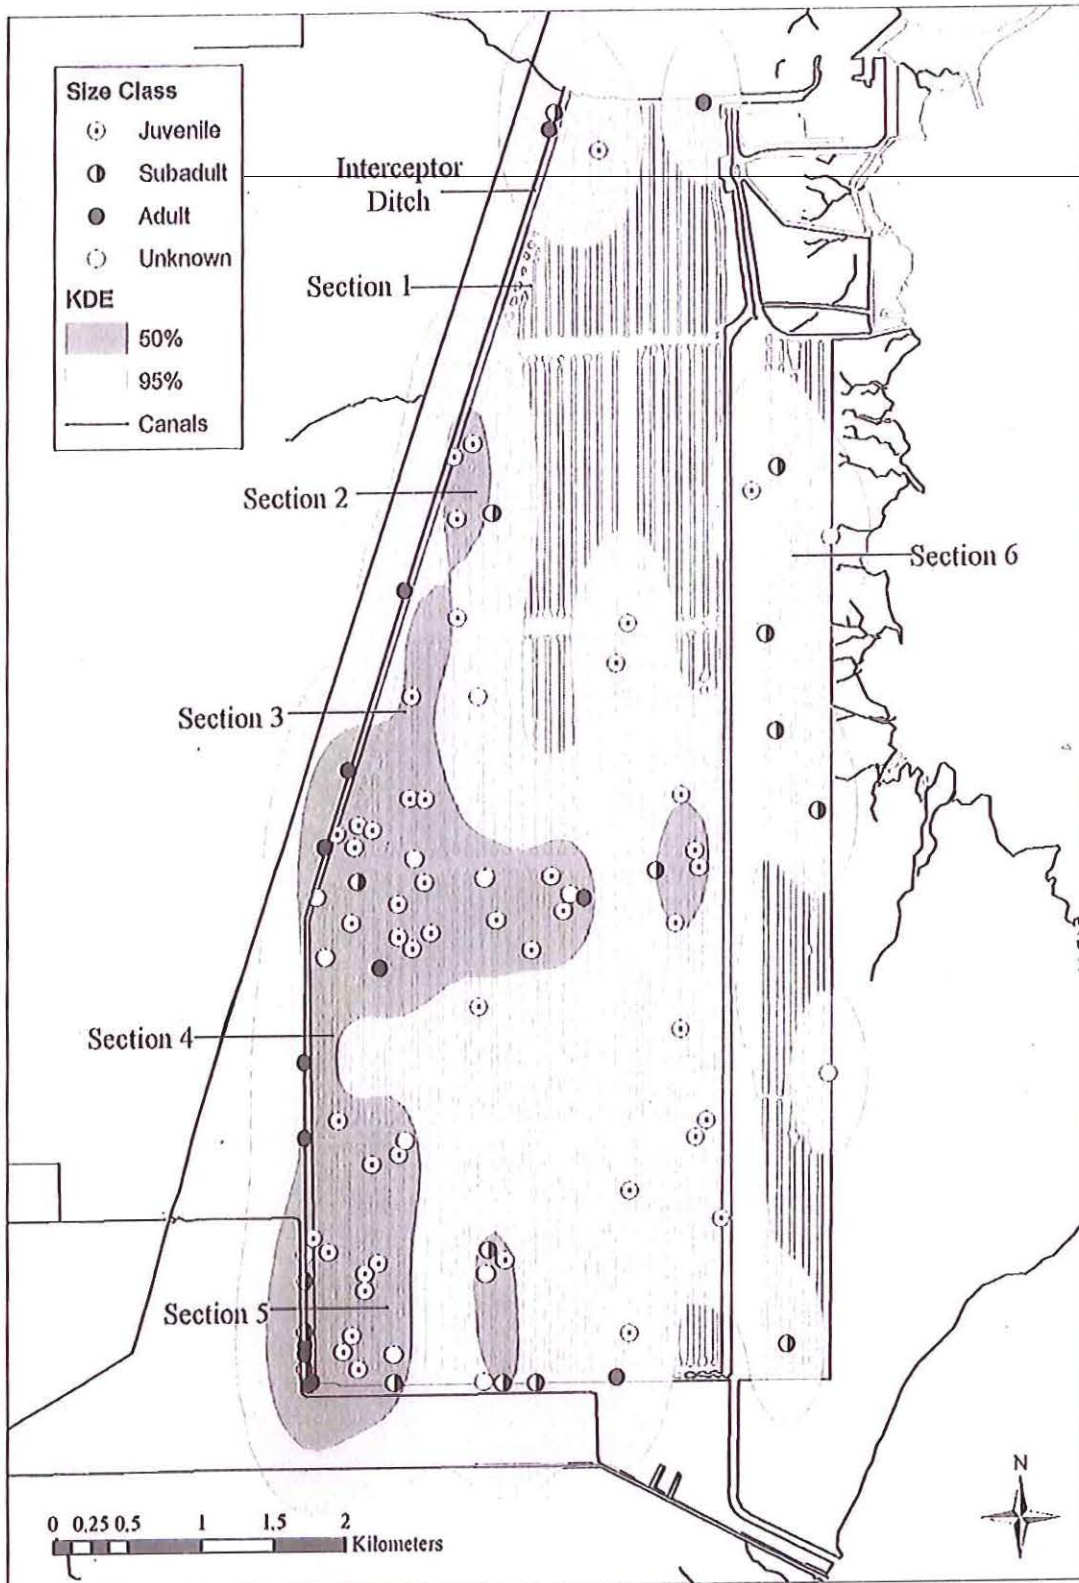 Size Class
Juvenile
Subadult
Adult
Unknown
KDE
50%
95%
Canals
Interceptor
Ditch
Section 1
Section 2
Section 6
Section 3
Section 4
Section 5
N
0 0,25 0,5 1 1,5 2
Kilometers